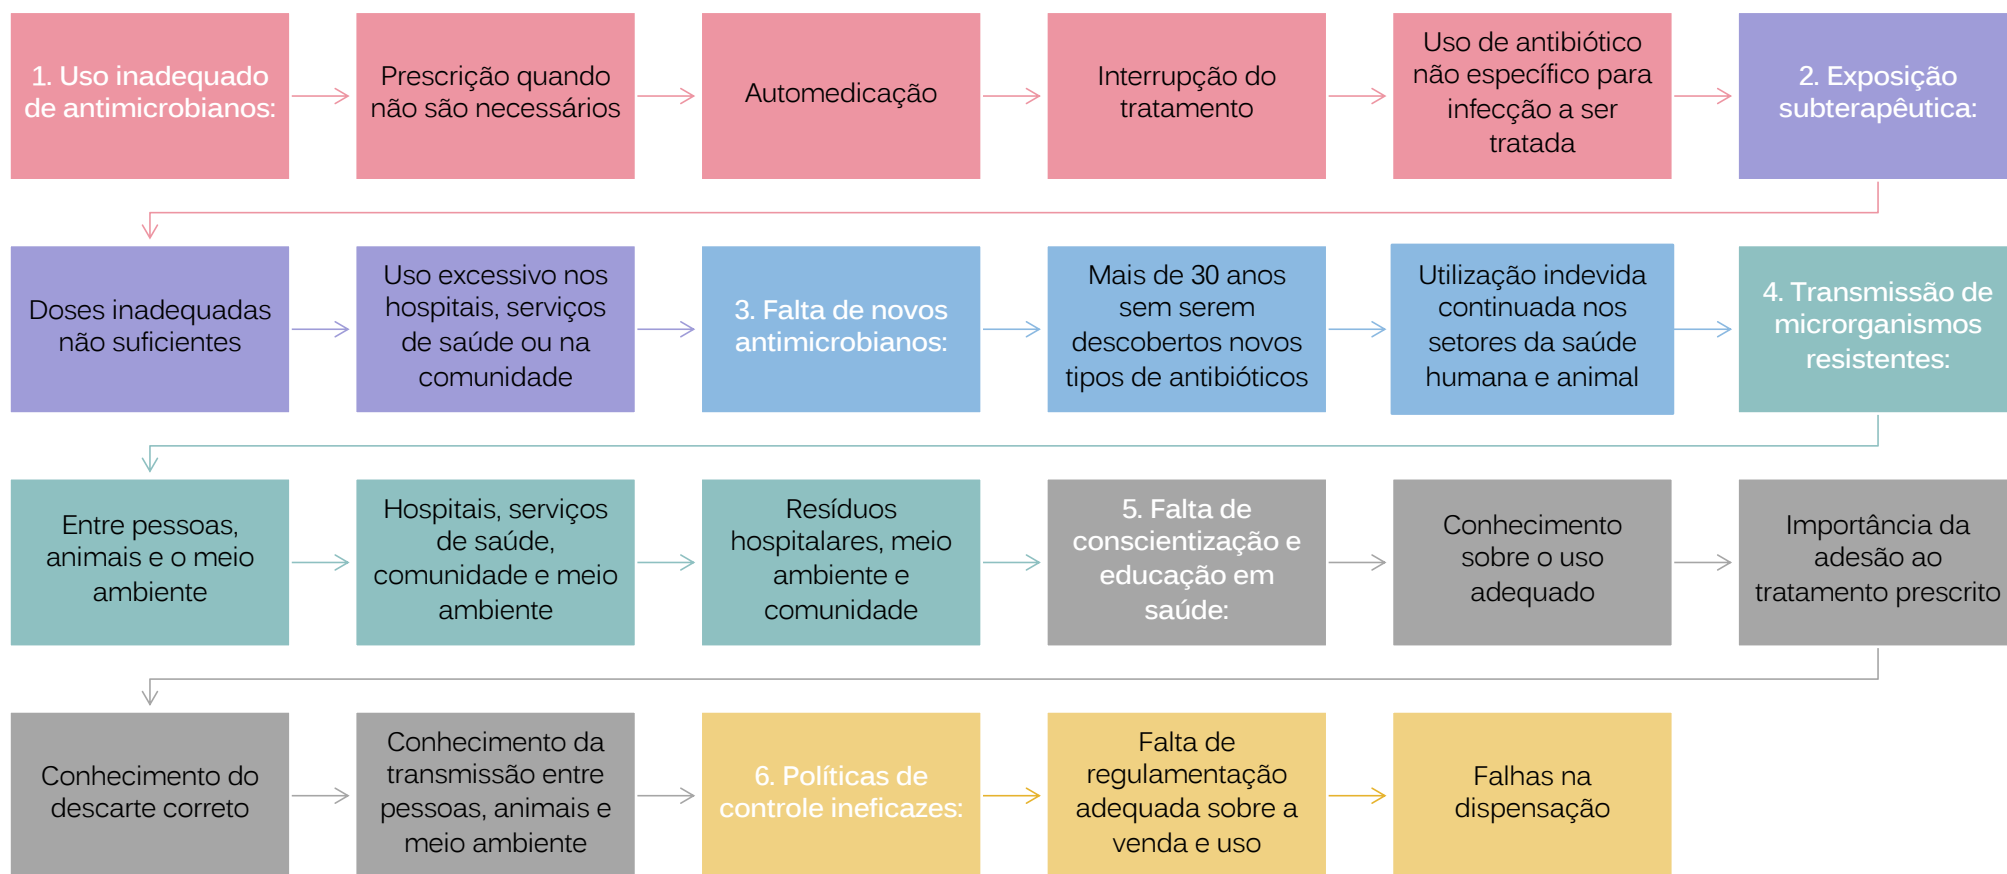 1. Uso inadequado
de antimicrobianos:
Prescrição quando
não são necessários
Automedicação
Interrupção do
tratamento
Uso de antibiótico
não específico para
infecção a ser
tratada
2. Exposição
subterapêutica:
Doses inadequadas
não suficientes
Uso excessivo nos
hospitais, serviços
de saúde ou na
comunidade
3. Falta de novos
antimicrobianos:
Mais de 30 anos
sem serem
descobertos novos
tipos de antibióticos
Utilização indevida
continuada nos
setores da saúde
humana e animal
4. Transmissão de
microrganismos
resistentes:
Entre pessoas,
animais e o meio
ambiente
Hospitais, serviços
de saúde,
comunidade e meio
ambiente
Resíduos
hospitalares, meio
ambiente e
comunidade
5. Falta de
conscientização e
educação em
saúde:
Conhecimento
sobre o uso
adequado
Importância da
adesão ao
tratamento prescrito
Conhecimento do
descarte correto
Conhecimento da
transmissão entre
pessoas, animais e
meio ambiente
6. Políticas de
controle ineficazes:
Falta de
regulamentação
adequada sobre a
venda e uso
Falhas na
dispensação